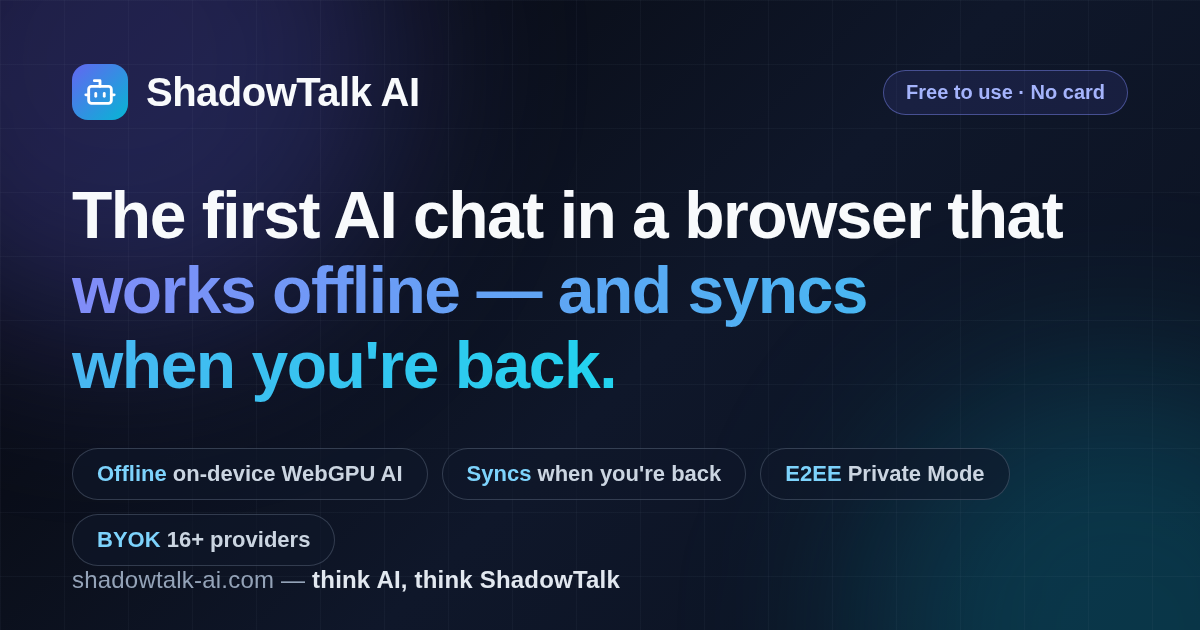 ShadowTalk AI
Free to use · No card
The first AI chat in a browser that
works offline — and syncs
when you're back.
Offline on-device WebGPU AI
Syncs when you're back
E2EE Private Mode
BYOK 16+ providers
shadowtalk-ai.com — think AI, think ShadowTalk